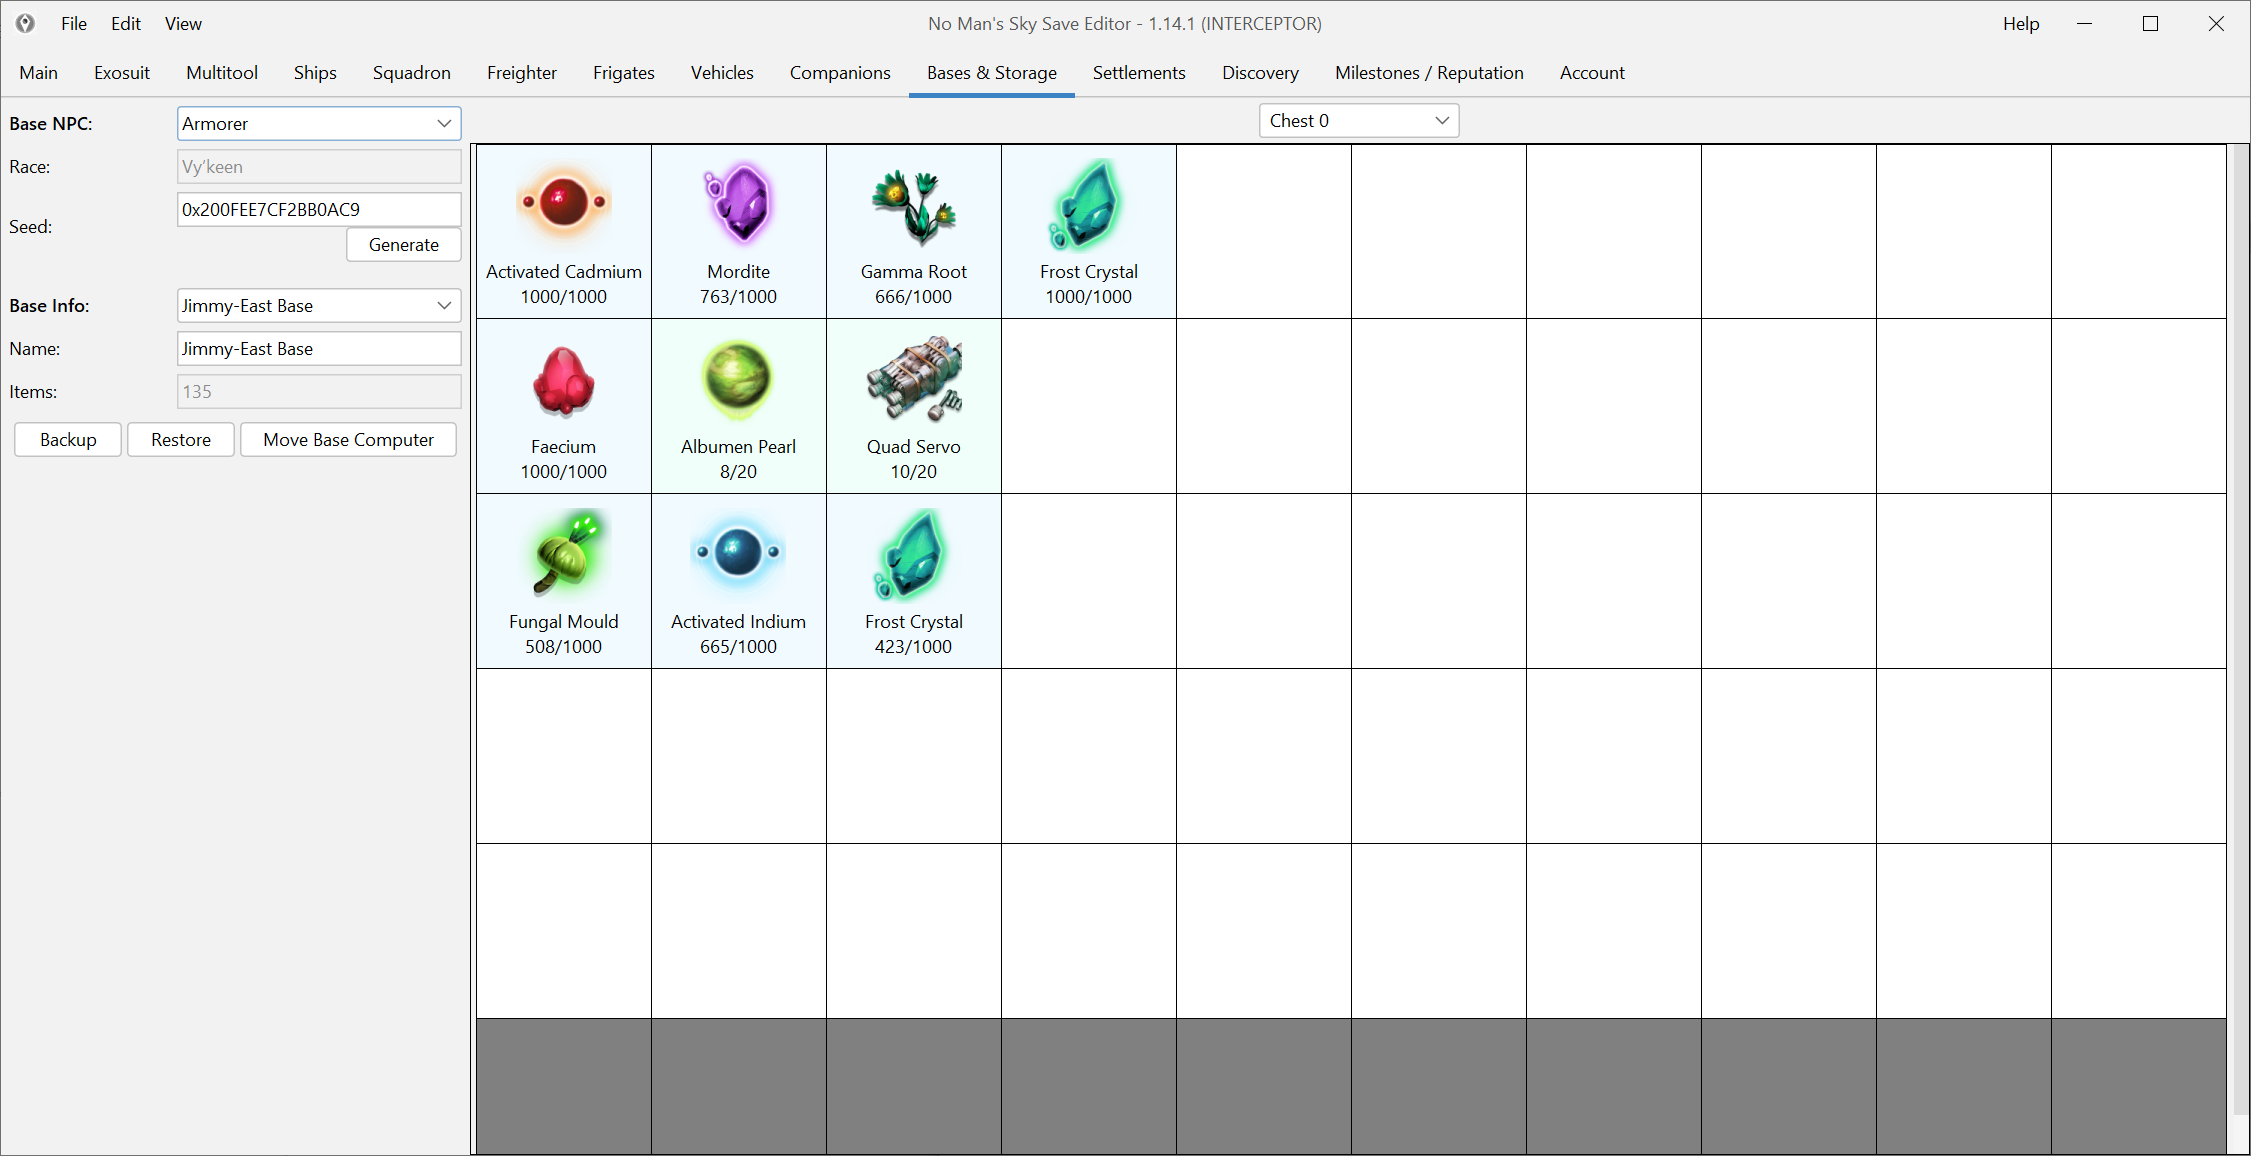 File Edit View No Man's Sky Save Editor - 1.14.1 (INTERCEPTOR) Help
Main Exosuit Multitool Ships Squadron Freighter Frigates Vehicles Companions Bases & Storage Settlements Discovery Milestones / Reputation Account
Base NPC: Armorer
Race: Vy'keen
Seed: 0x200FEE7CF2BB0AC9
Generate
Base Info: Jimmy-East Base
Name: Jimmy-East Base
Items: 135
Backup Restore Move Base Computer
Chest 0
Activated Cadmium Mordite Gamma Root Frost Crystal
1000/1000 763/1000 666/1000 1000/1000
Faecium Albumen Pearl Quad Servo
1000/1000 8/20 10/20
Fungal Mould Activated Indium Frost Crystal
508/1000 665/1000 423/1000